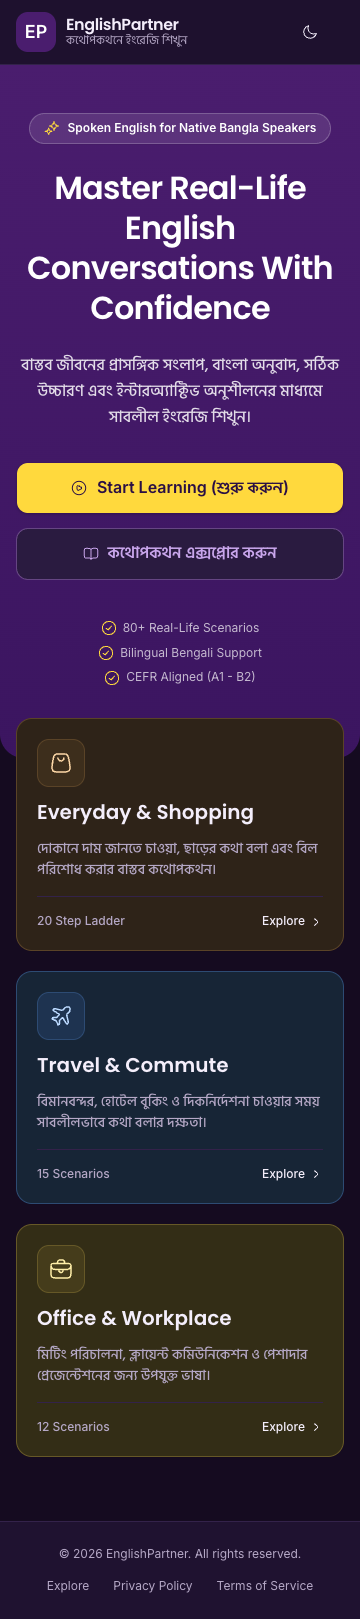 EP
EnglishPartner
কথোপকথনে ইংরেজি শিখুন
Spoken English for Native Bangla Speakers
Master Real-Life
English
Conversations With
Confidence
বাস্তব জীবনের প্রাসঙ্গিক সংলাপ, বাংলা অনুবাদ, সঠিক
উচ্চারণ এবং ইন্টারঅ্যাক্টিভ অনুশীলনের মাধ্যমে
সাবলীল ইংরেজি শিখুন।
Start Learning (শুরু করুন)
কথোপকথন এক্সপ্লোর করুন
80+ Real-Life Scenarios
Bilingual Bengali Support
CEFR Aligned (A1 - B2)
Everyday & Shopping
দোকানে দাম জানতে চাওয়া, ছাড়ের কথা বলা এবং বিল
পরিশোধ করার বাস্তব কথোপকথন।
20 Step Ladder
Explore
Travel & Commute
বিমানবন্দর, হোটেল বুকিং ও দিকনির্দেশনা চাওয়ার সময়
সাবলীলভাবে কথা বলার দক্ষতা।
15 Scenarios
Explore
Office & Workplace
মিটিং পরিচালনা, ক্লায়েন্ট কমিউনিকেশন ও পেশাদার
প্রেজেন্টেশনের জন্য উপযুক্ত ভাষা।
12 Scenarios
Explore
© 2026 EnglishPartner. All rights reserved.
Explore Privacy Policy Terms of Service